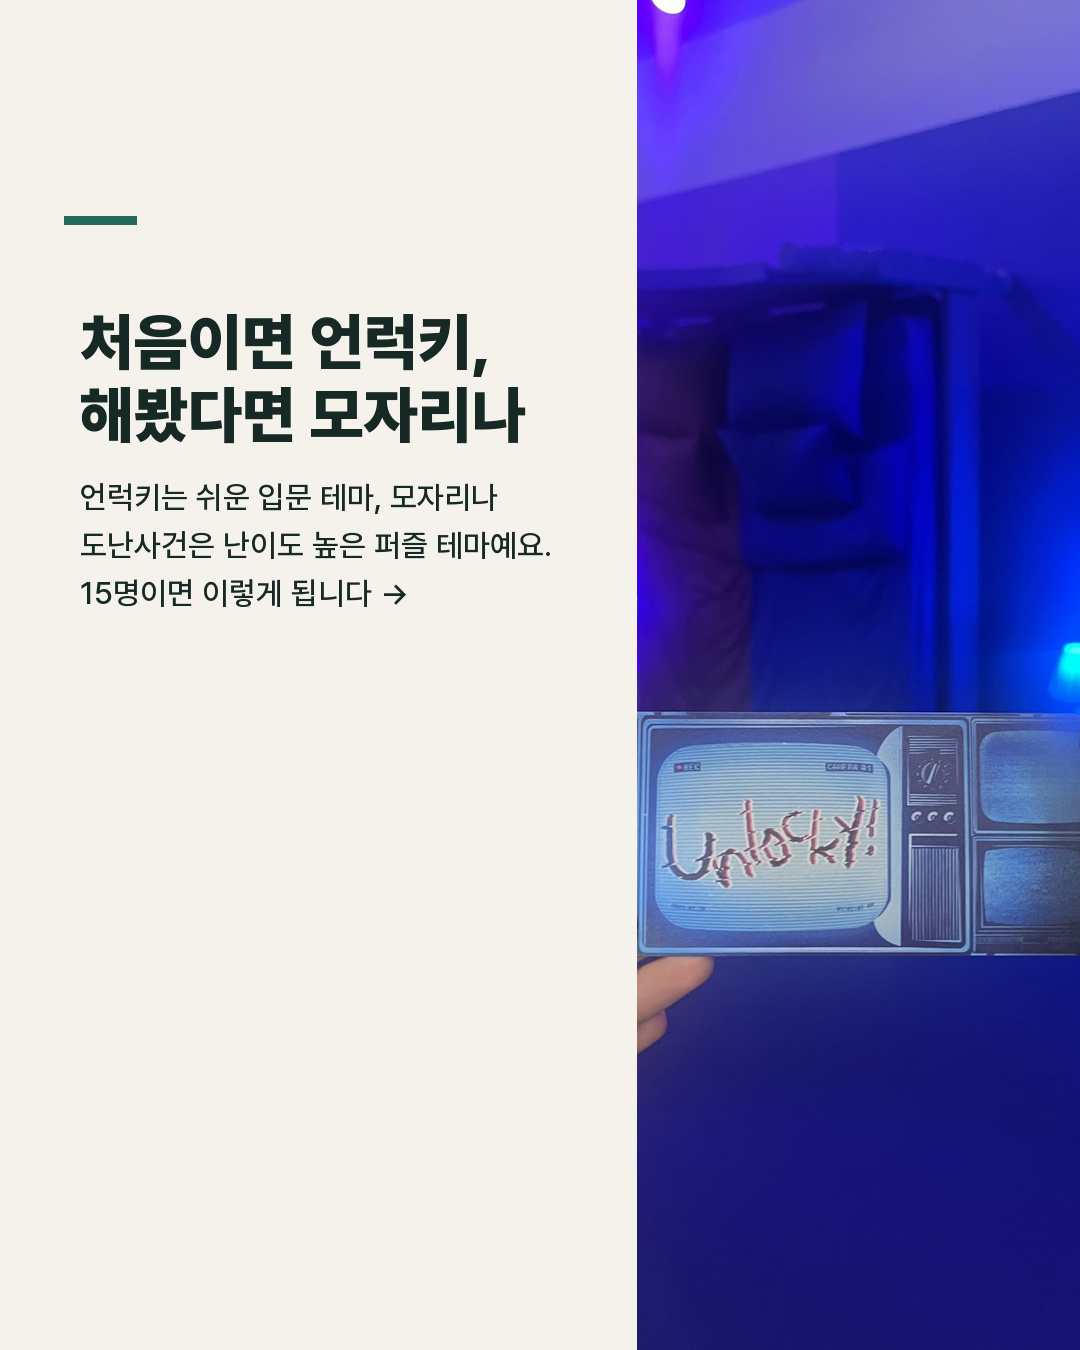 처음이면 언럭키,
해봤다면 모자리나
언럭키는 쉬운 입문 테마, 모자리나
도난사건은 난이도 높은 퍼즐 테마예요.
15명이면 이렇게 됩니다 →
REC
CAMERA 01
Unlocky!